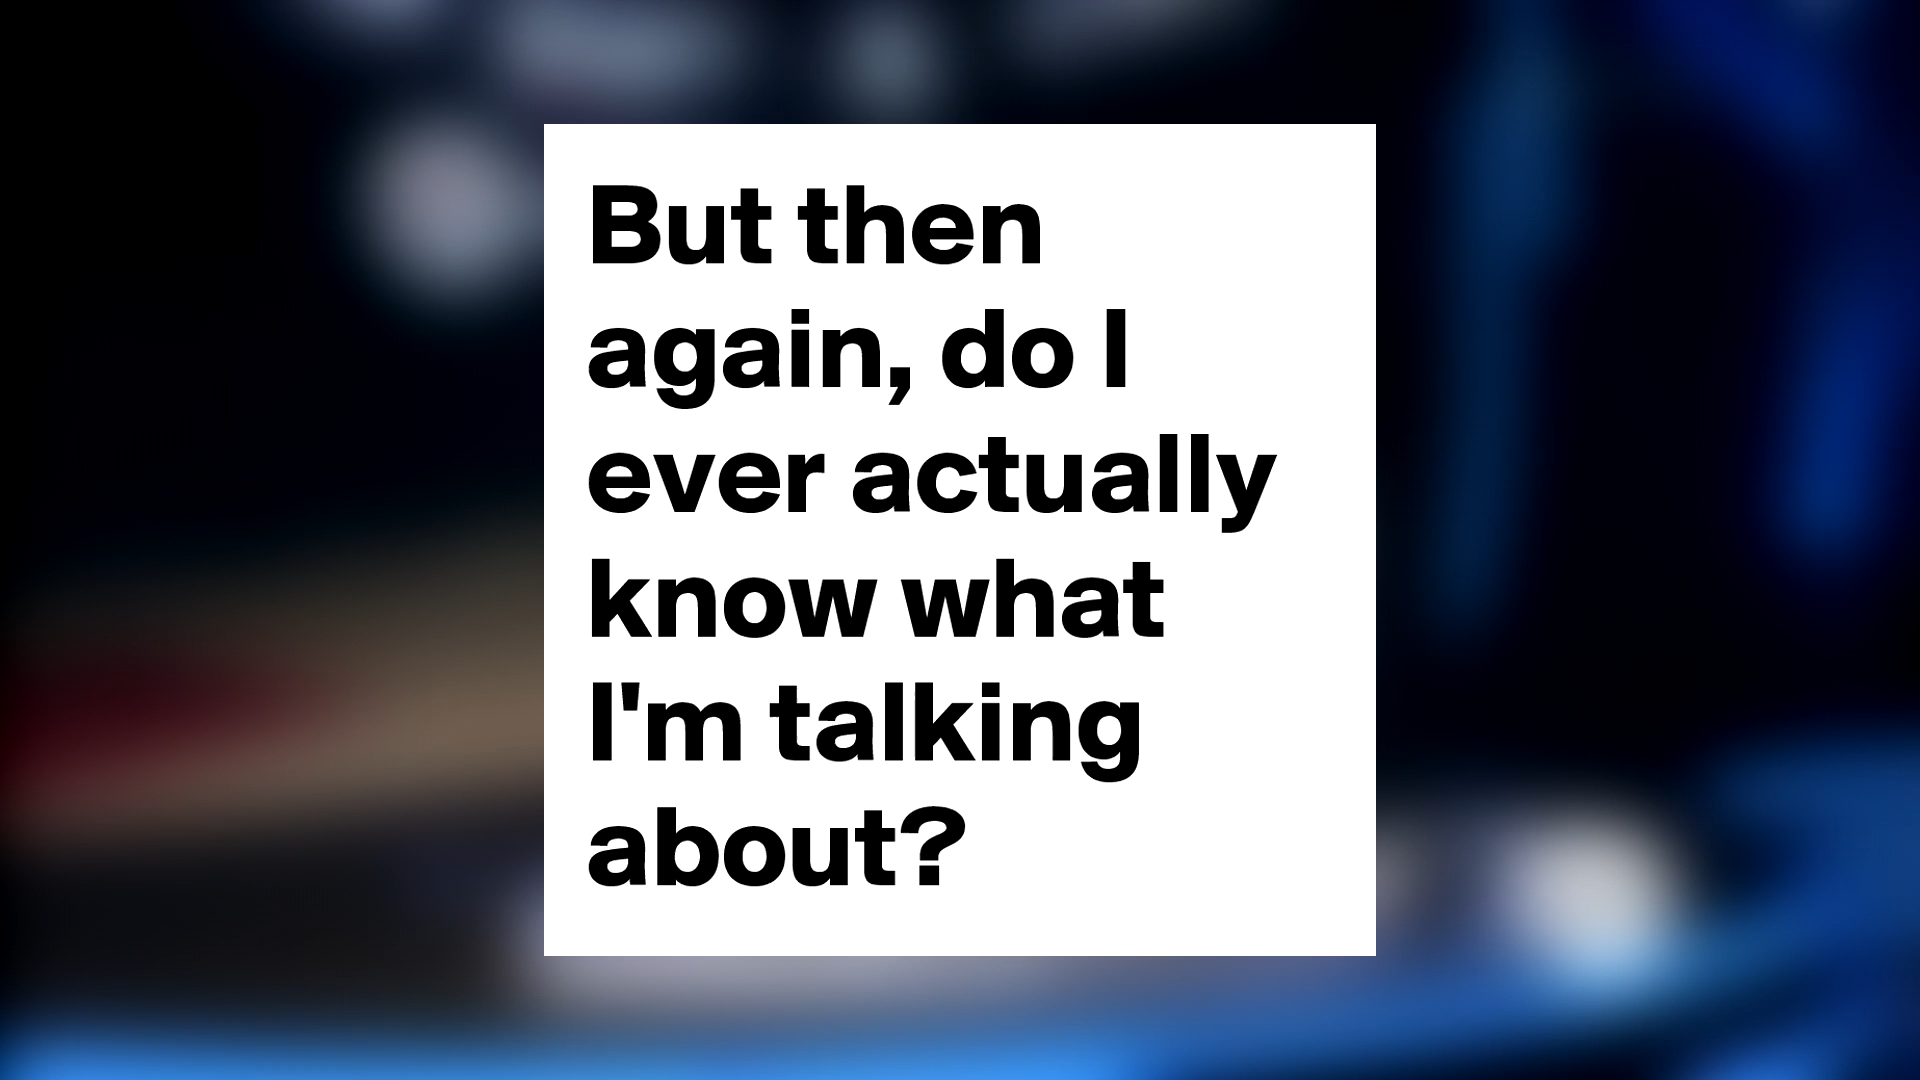 But then
again, do I
ever actually
know what
I'm talking
about?